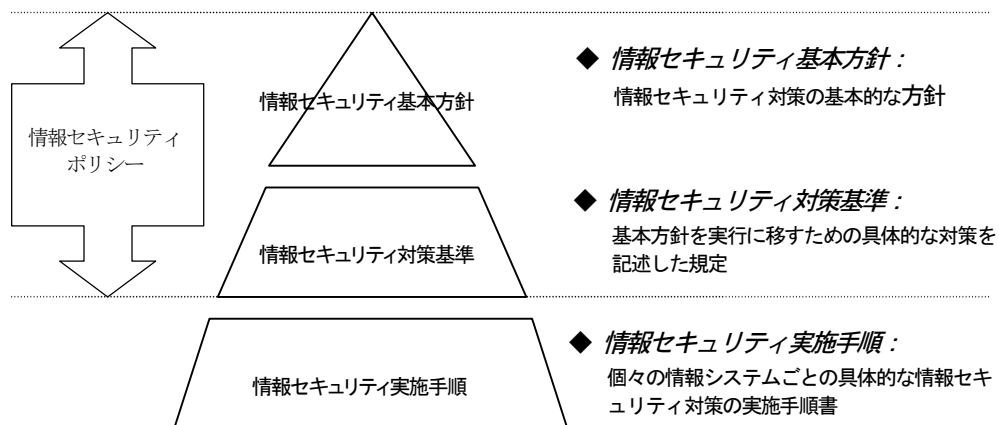 情報セキュリティ
ポリシー
情報セキュリティ基本方針
情報セキュリティ対策基準
情報セキュリティ実施手順
◆ 情報セキュリティ基本方針：
情報セキュリティ対策の基本的な方針
◆ 情報セキュリティ対策基準：
基本方針を実行に移すための具体的な対策を
記述した規定
◆ 情報セキュリティ実施手順：
個々の情報システムごとの具体的な情報セキ
ュリティ対策の実施手順書